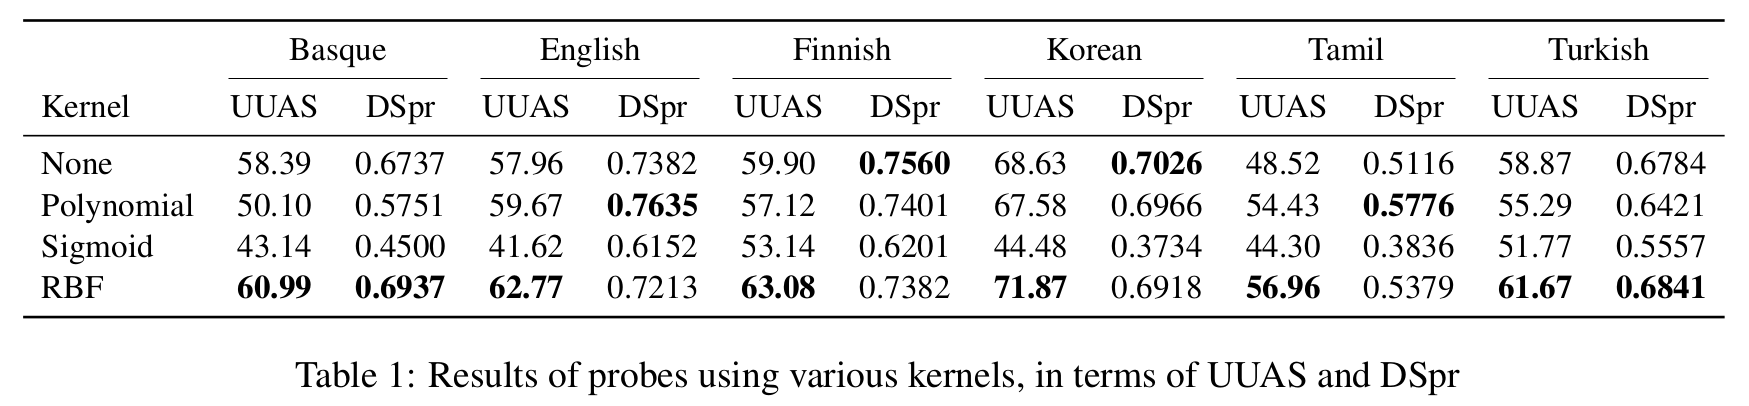 Basque English Finnish Korean Tamil Turkish
Kernel UUAS DSpr UUAS DSpr UUAS DSpr UUAS DSpr UUAS DSpr UUAS DSpr
None 58.39 0.6737 57.96 0.7382 59.90 0.7560 68.63 0.7026 48.52 0.5116 58.87 0.6784
Polynomial 50.10 0.5751 59.67 0.7635 57.12 0.7401 67.58 0.6966 54.43 0.5776 55.29 0.6421
Sigmoid 43.14 0.4500 41.62 0.6152 53.14 0.6201 44.48 0.3734 44.30 0.3836 51.77 0.5557
RBF 60.99 0.6937 62.77 0.7213 63.08 0.7382 71.87 0.6918 56.96 0.5379 61.67 0.6841
Table 1: Results of probes using various kernels, in terms of UUAS and DSpr